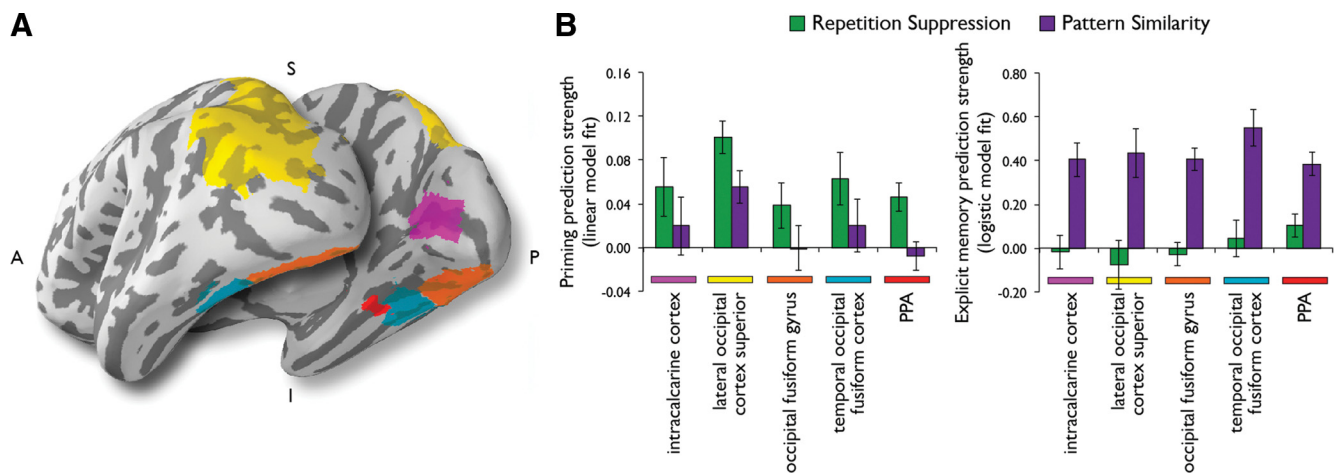 A
S
A
P
I
B
Repetition Suppression
Pattern Similarity
Priming prediction strength
(linear model fit)
0.16
0.12
0.08
0.04
0.00
-0.04
intracalcarine cortex
lateral occipital
cortex superior
occipital fusiform gyrus
temporal occipital
fusiform cortex
PPA
Explicit memory prediction strength
(logistic model fit)
0.80
0.60
0.40
0.20
0.00
-0.20
intracalcarine cortex
lateral occipital
cortex superior
occipital fusiform gyrus
temporal occipital
fusiform cortex
PPA